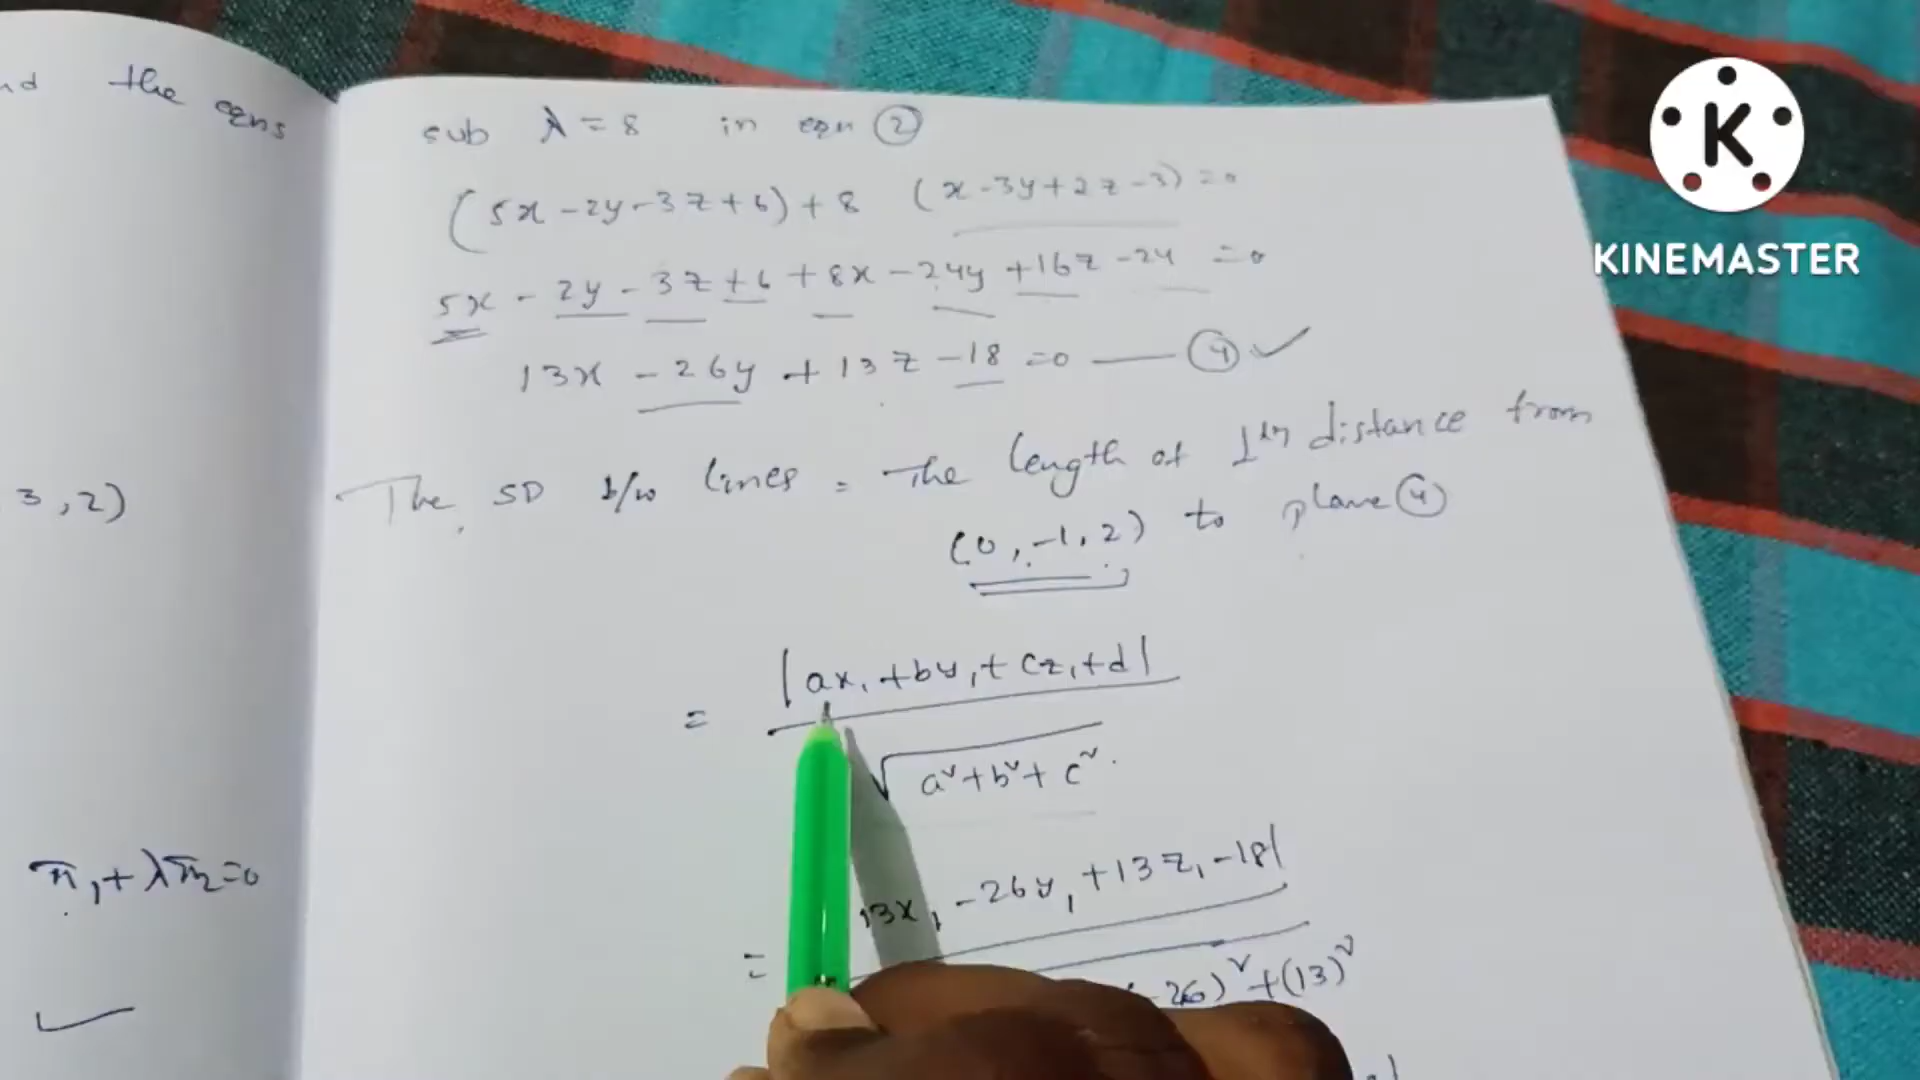 nd the eqns
3, 2)
π₁ + λπ₂ = 0
sub λ = 8 in eqn ②
(5x - 2y - 3z + 6) + 8 (x - 3y + 2z - 3) = 0
5x - 2y - 3z + 6 + 8x - 24y + 16z - 24 = 0
13x - 26y + 13z - 18 = 0 — ④ ✓
The SD b/w lines = The length of ⊥lr distance from
(0, -1, 2) to plane ④
= |ax₁ + by₁ + cz₁ + d|
√a² + b² + c²
= 13x₁ - 26y₁ + 13z₁ - 18|
-26)² + (13)²
K
KINEMASTER